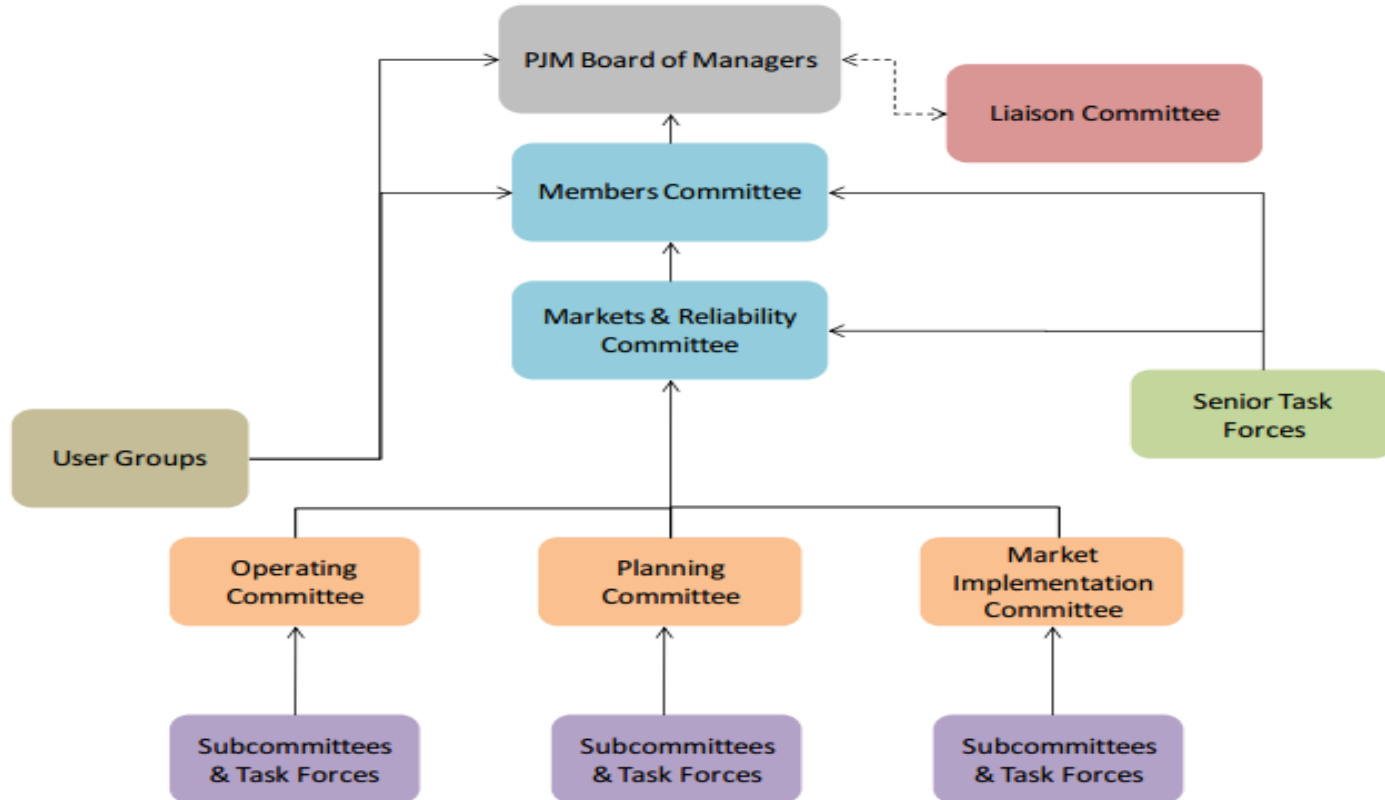 PJM Board of Managers
Liaison Committee
Members Committee
Markets & Reliability
Committee
Senior Task
Forces
User Groups
Operating
Committee
Planning
Committee
Market
Implementation
Committee
Subcommittees
& Task Forces
Subcommittees
& Task Forces
Subcommittees
& Task Forces